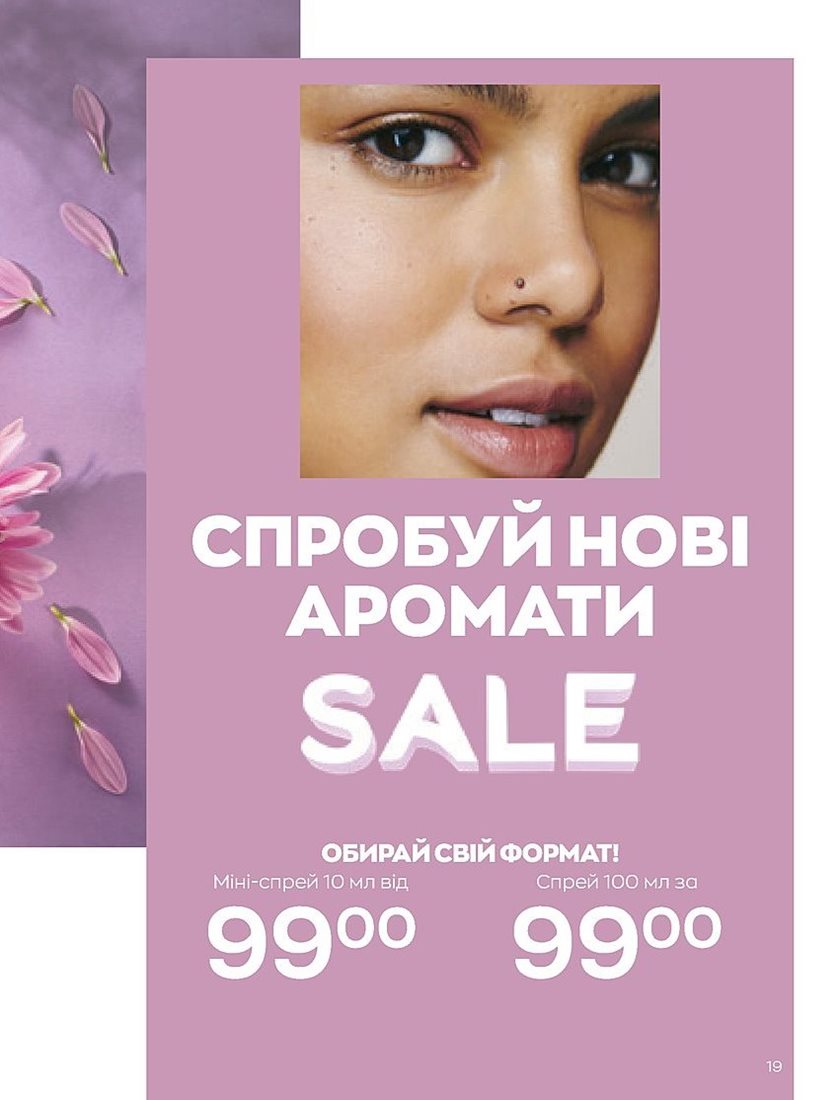 СПРОБУЙ НОВІ
АРОМАТИ
SALE
ОБИРАЙ СВІЙ ФОРМАТ!
Міні-спрей 10 мл від
99⁰⁰
Спрей 100 мл за
99⁰⁰
19